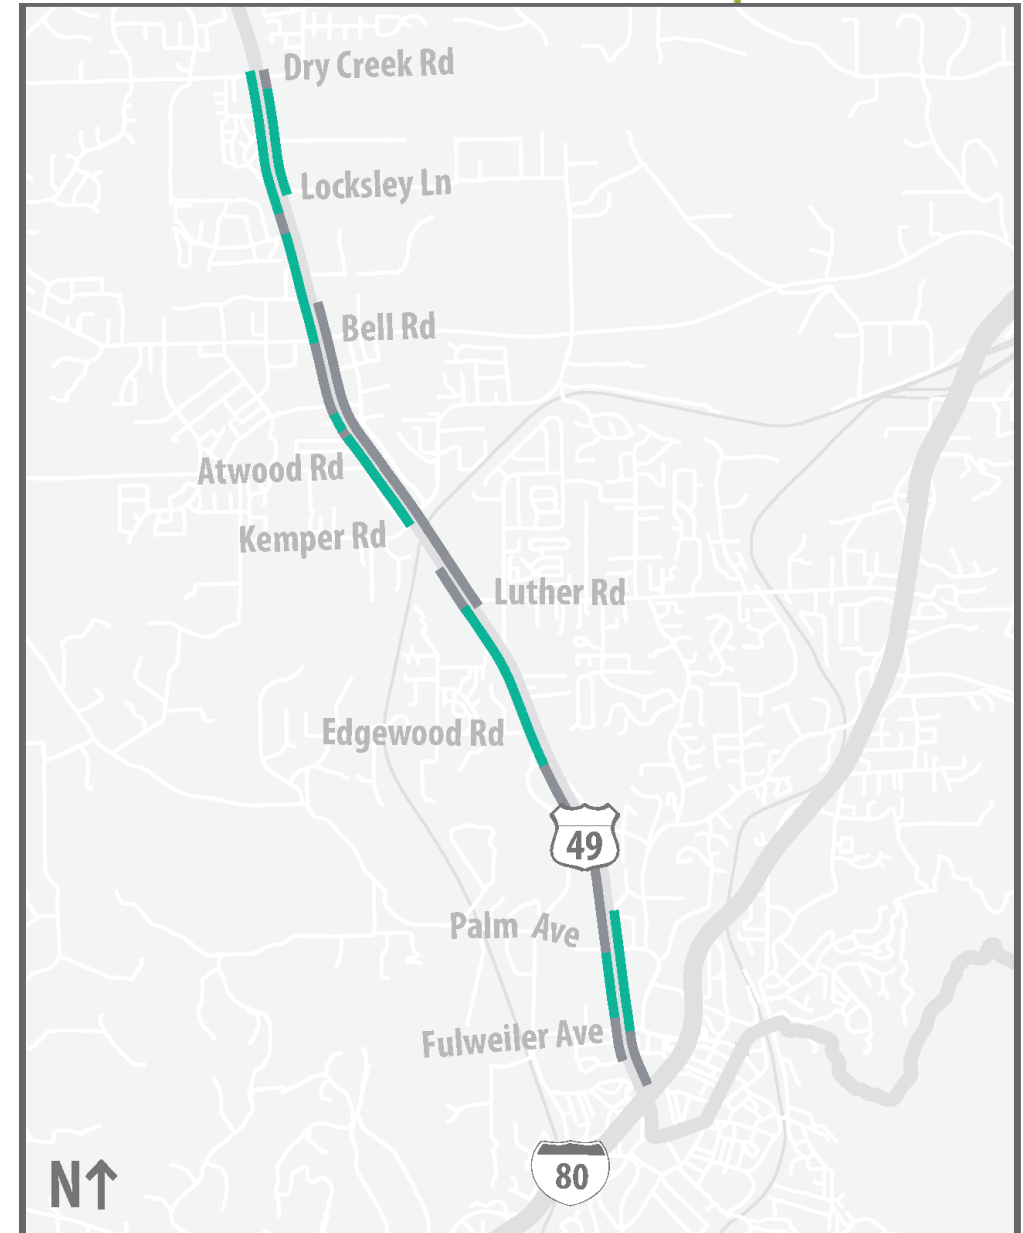 Dry Creek Rd
Locksley Ln
Bell Rd
Atwood Rd
Kemper Rd
Luther Rd
Edgewood Rd
49
Palm Ave
Fulweiler Ave
80
N↑